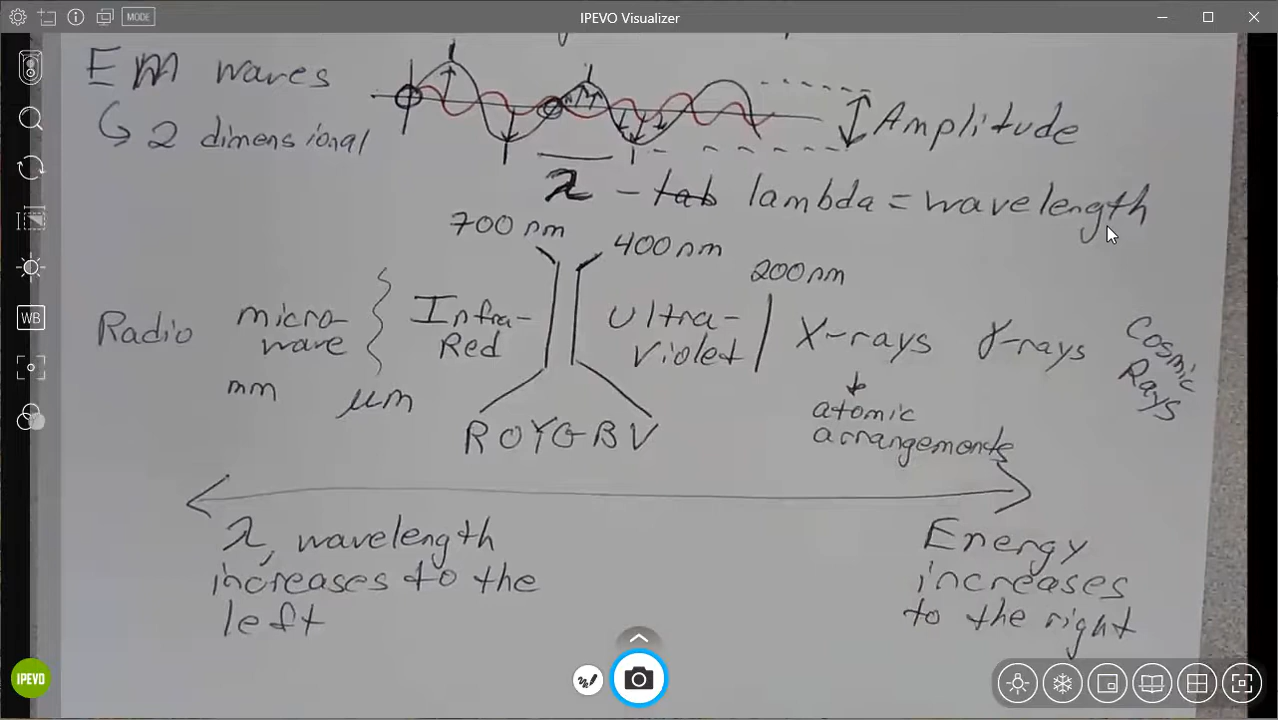 IPEVO Visualizer
MODE
EM waves
2 dimensional
Amplitude
λ - tab lambda = wavelength
700 nm
400 nm
200nm
Radio
micro-
wave
Infra-
Red
Ultra-
violet
X-rays
γ-rays
Cosmic
Rays
mm
μm
ROYGBV
atomic
arrangements
λ, wavelength
increases to the
left
Energy
increases
to the right
WB
IPEVO